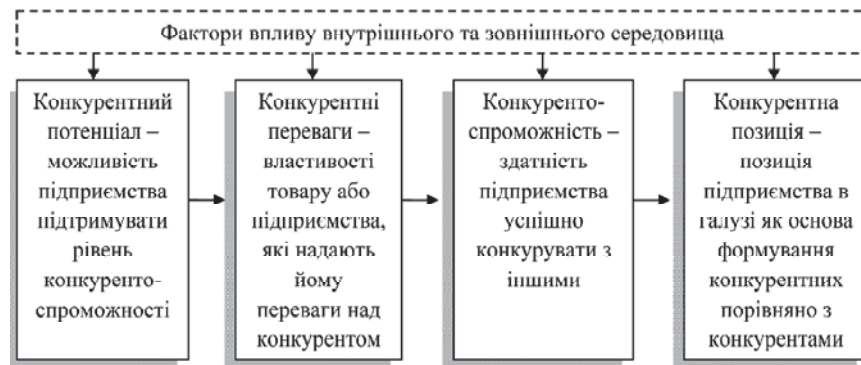 Фактори впливу внутрішнього та зовнішнього середовища
Конкурентний
потенціал –
можливість
підприємства
підтримувати
рівень
конкуренто-
спроможності
Конкурентні
переваги –
властивості
товару або
підприємства,
які надають
йому
переваги над
конкурентом
Конкуренто-
спроможність –
здатність
підприємства
успішно
конкурувати з
іншими
Конкурентна
позиція –
позиція
підприємства в
галузі як основа
формування
конкурентних
порівняно з
конкурентами